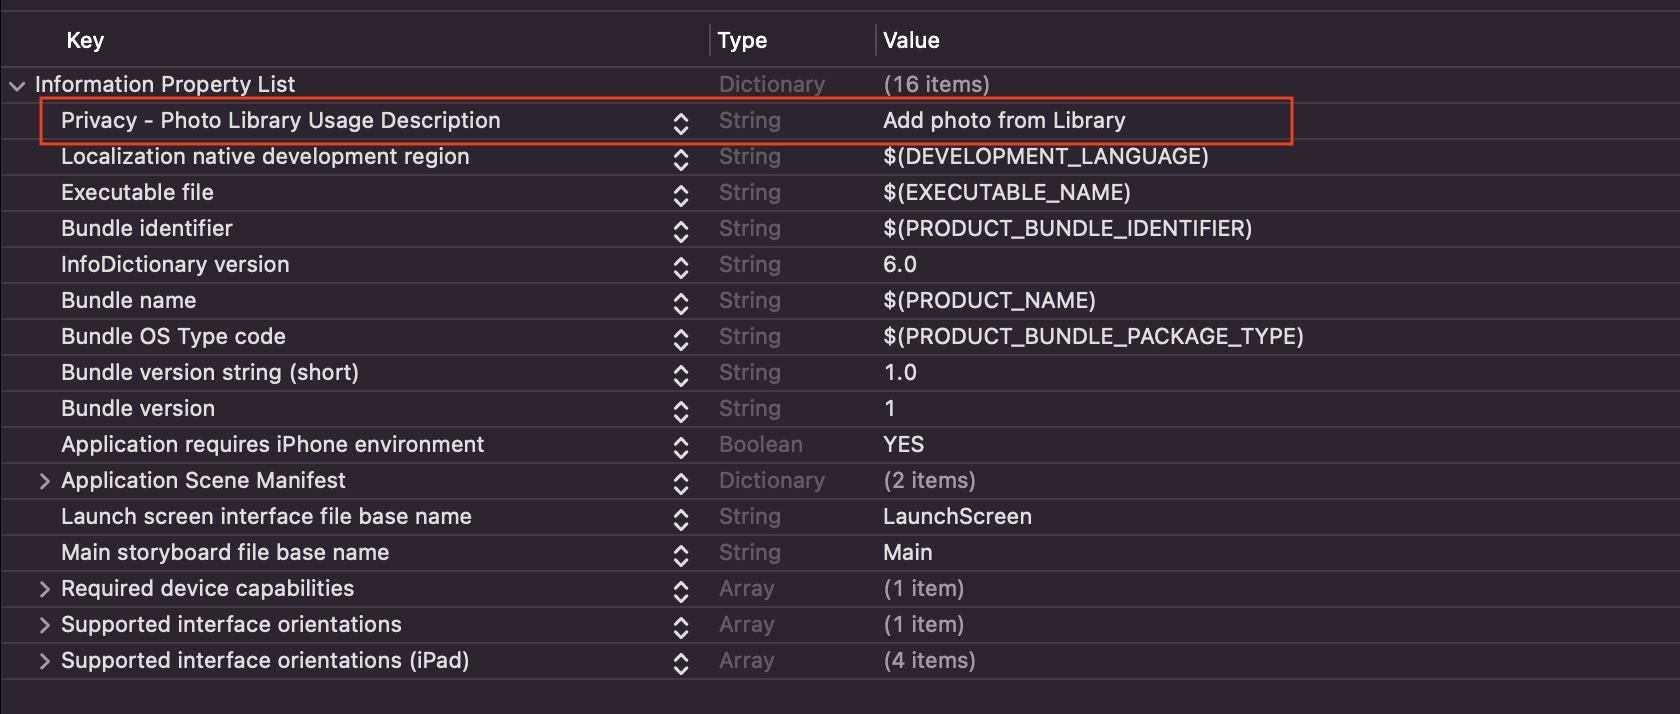 Key Type Value
Information Property List Dictionary (16 items)
Privacy - Photo Library Usage Description String Add photo from Library
Localization native development region String $(DEVELOPMENT_LANGUAGE)
Executable file String $(EXECUTABLE_NAME)
Bundle identifier String $(PRODUCT_BUNDLE_IDENTIFIER)
InfoDictionary version String 6.0
Bundle name String $(PRODUCT_NAME)
Bundle OS Type code String $(PRODUCT_BUNDLE_PACKAGE_TYPE)
Bundle version string (short) String 1.0
Bundle version String 1
Application requires iPhone environment Boolean YES
Application Scene Manifest Dictionary (2 items)
Launch screen interface file base name String LaunchScreen
Main storyboard file base name String Main
Required device capabilities Array (1 item)
Supported interface orientations Array (1 item)
Supported interface orientations (iPad) Array (4 items)